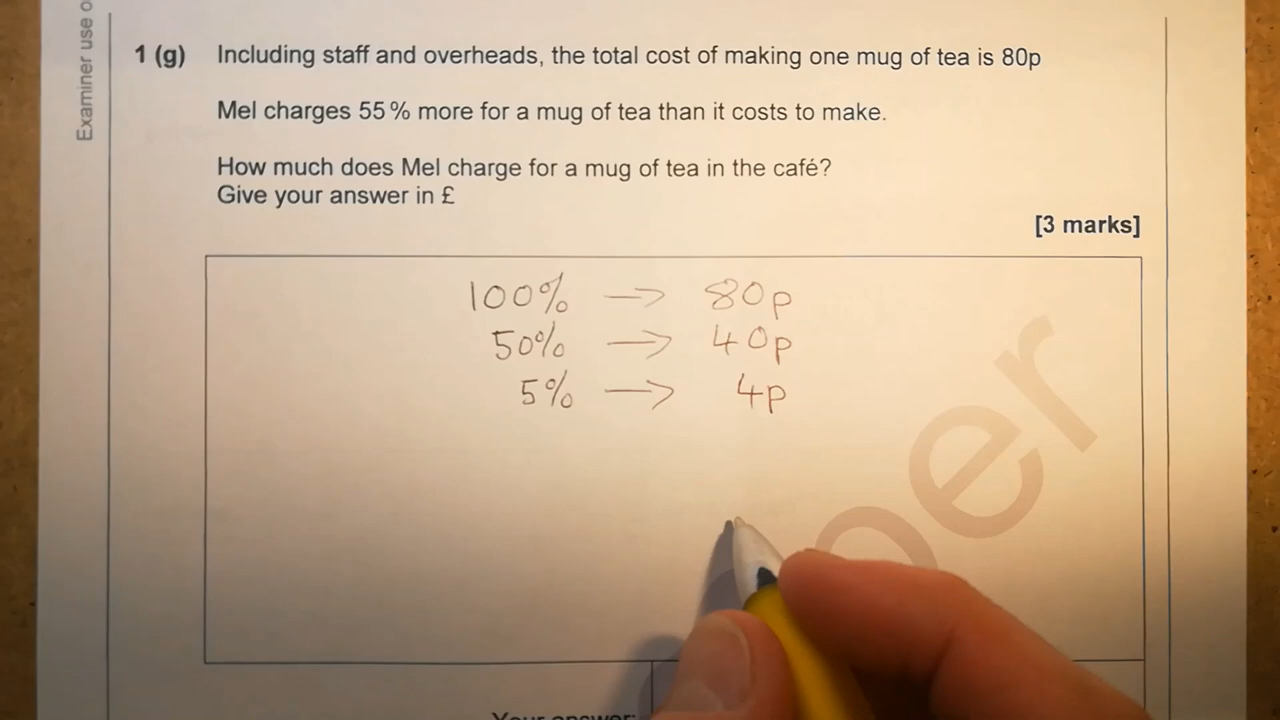 Examiner use o
1 (g) Including staff and overheads, the total cost of making one mug of tea is 80p
Mel charges 55% more for a mug of tea than it costs to make.
How much does Mel charge for a mug of tea in the café?
Give your answer in £
[3 marks]
100% → 80p
50% → 40p
5% → 4p
per
Your answer: